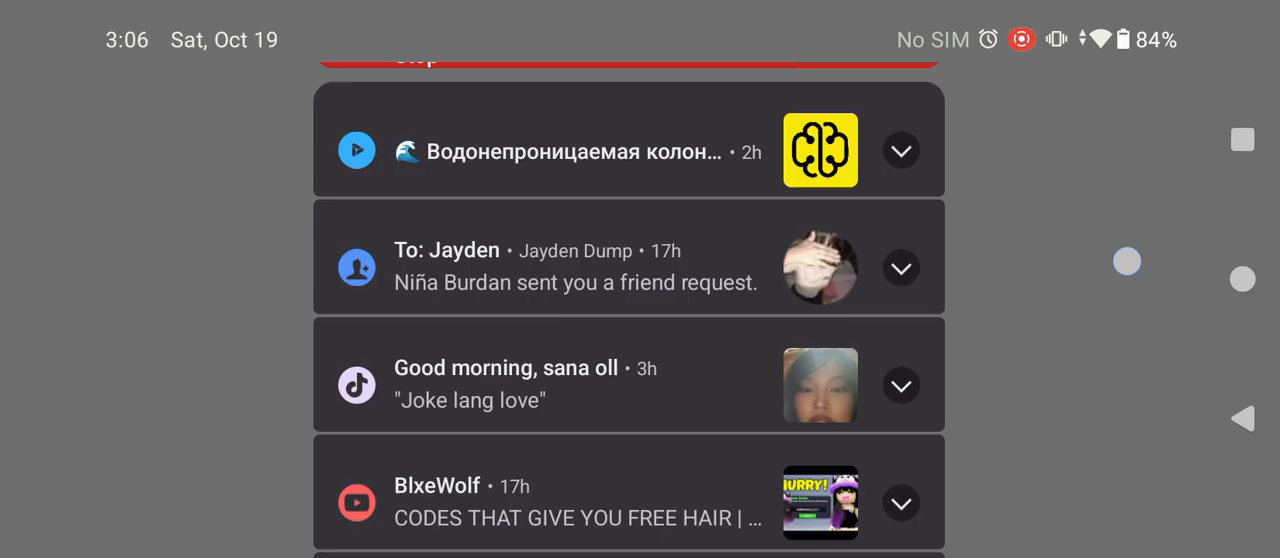 3:06 Sat, Oct 19
No SIM 84%
Stop
🌊 Водонепроницаемая колон… • 2h
To: Jayden • Jayden Dump • 17h
Niña Burdan sent you a friend request.
Good morning, sana oll • 3h
"Joke lang love"
BlxeWolf • 17h
CODES THAT GIVE YOU FREE HAIR | …
HURRY!